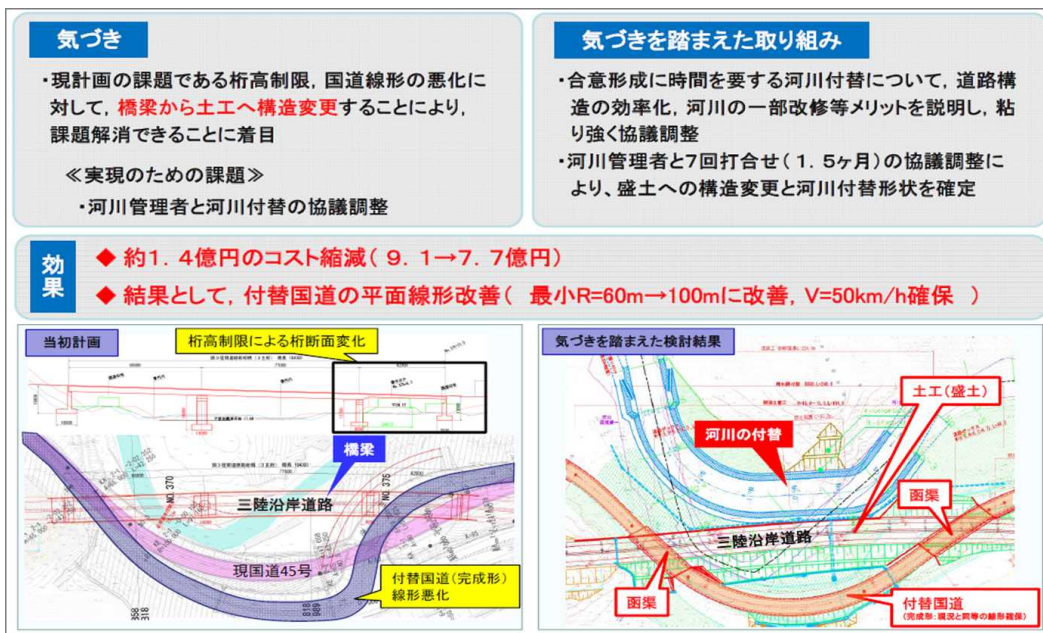 気づき
・現計画の課題である桁高制限，国道線形の悪化に
対して，橋梁から土工へ構造変更することにより，
課題解消できることに着目
≪実現のための課題≫
・河川管理者と河川付替の協議調整
気づきを踏まえた取り組み
・合意形成に時間を要する河川付替について，道路構
造の効率化，河川の一部改修等メリットを説明し，粘
り強く協議調整
・河川管理者と７回打合せ（１．５ヶ月）の協議調整に
より、盛土への構造変更と河川付替形状を確定
効果
◆ 約１．４億円のコスト縮減（９．１→７．７億円）
◆ 結果として，付替国道の平面線形改善（ 最小R=60m→100mに改善，V=50km/h確保 ）
当初計画
桁高制限による桁断面変化
橋梁
NO.370
NO.375
三陸沿岸道路
現国道45号
付替国道（完成形）
線形悪化
気づきを踏まえた検討結果
土工（盛土）
河川の付替
函渠
三陸沿岸道路
函渠
付替国道
（完成形：現況と同等の線形確保）